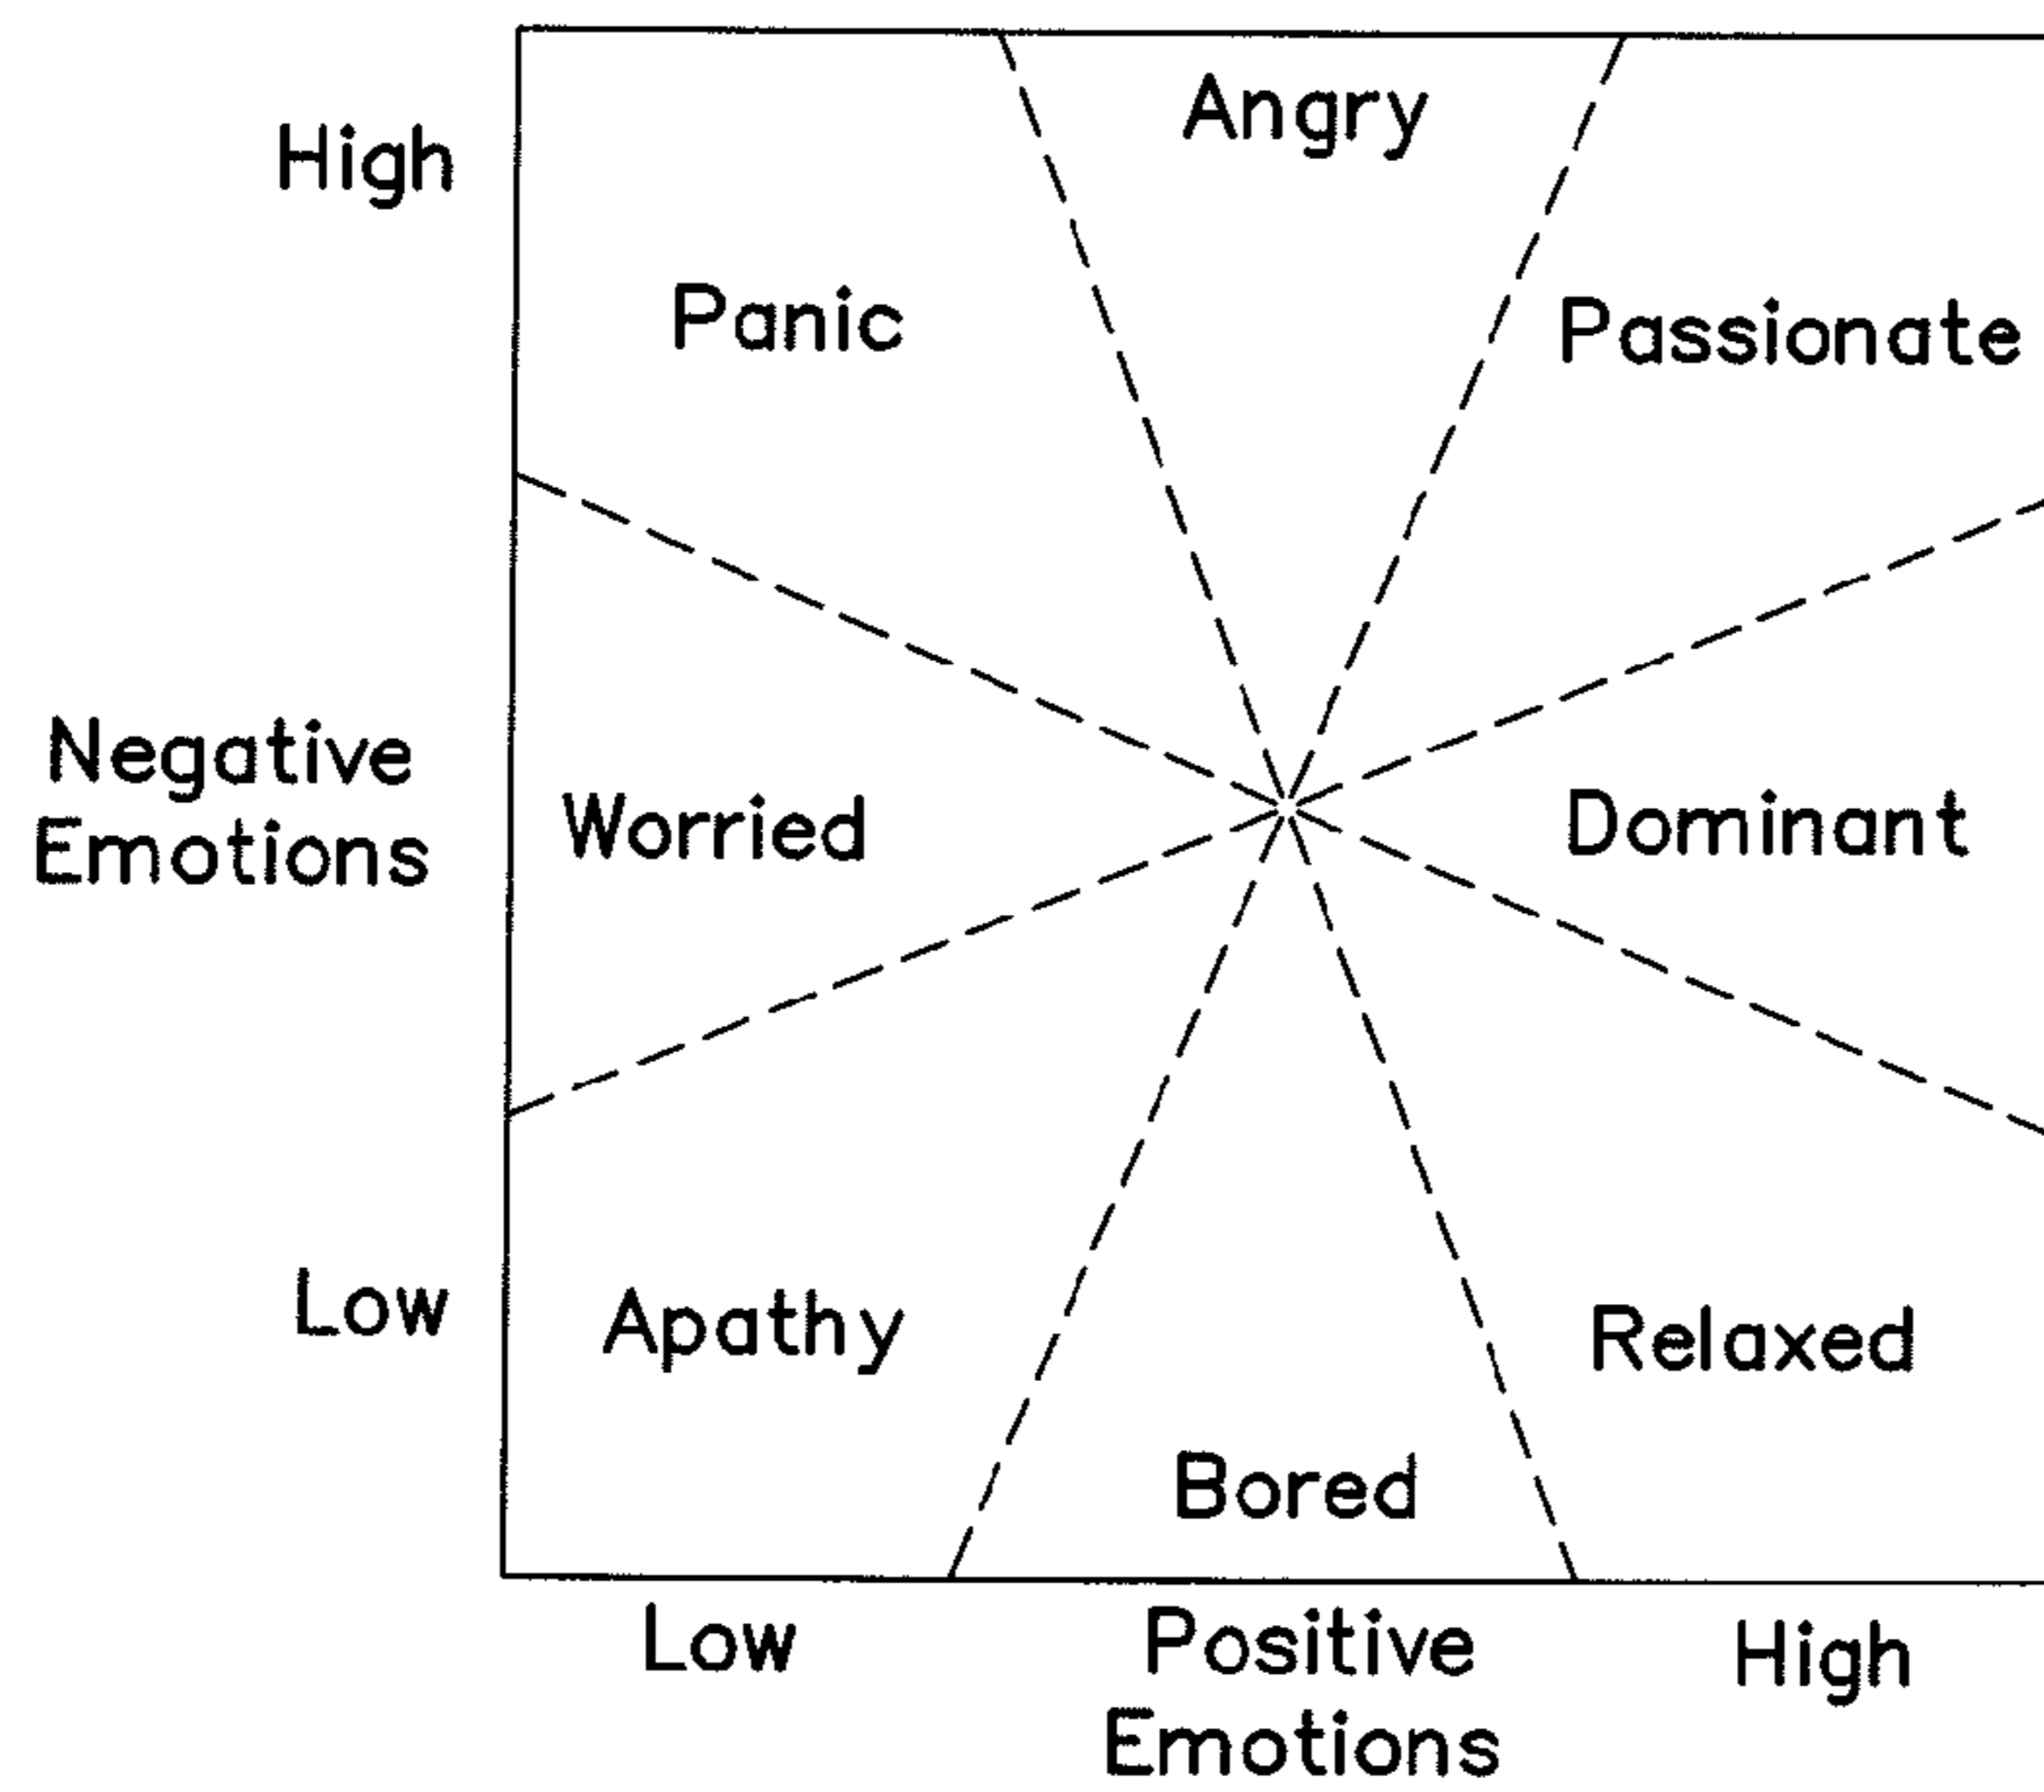 Angry
High
Panic
Passionate
Negative
Emotions
Worried
Dominant
Low
Apathy
Relaxed
Bored
Low
Positive
Emotions
High